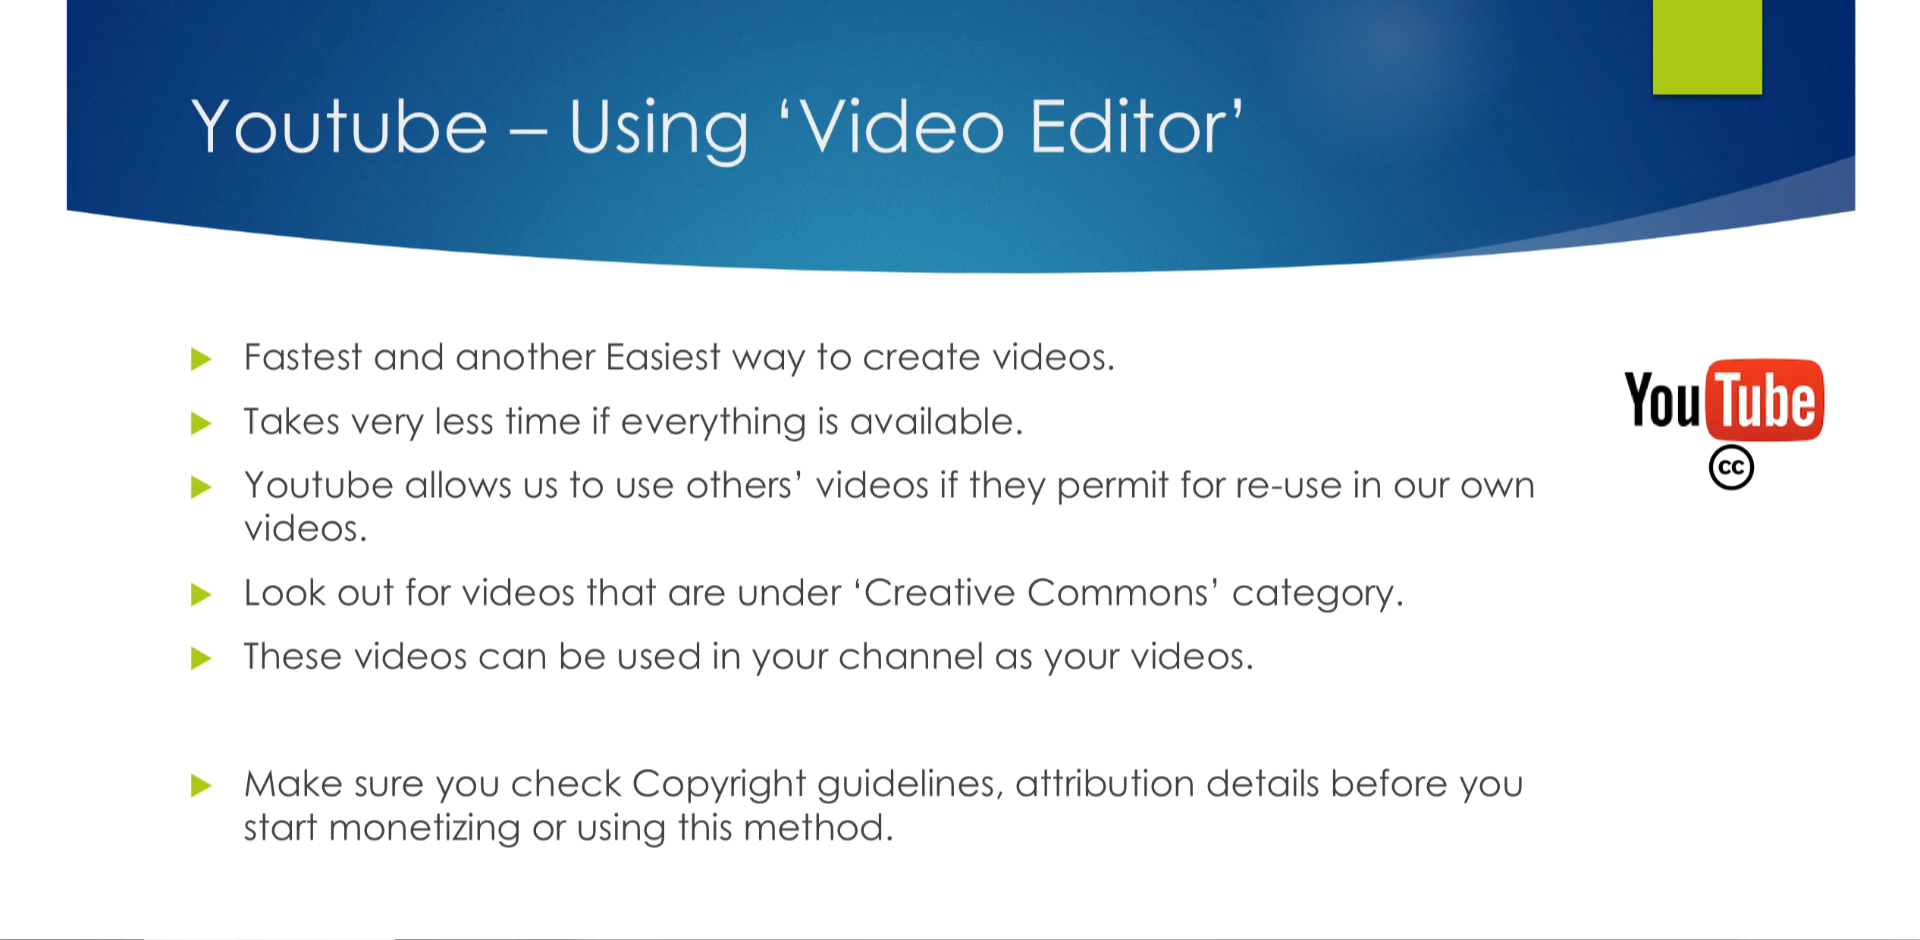 Youtube – Using ‘Video Editor’
Fastest and another Easiest way to create videos.
Takes very less time if everything is available.
Youtube allows us to use others’ videos if they permit for re-use in our own
videos.
Look out for videos that are under ‘Creative Commons’ category.
These videos can be used in your channel as your videos.
Make sure you check Copyright guidelines, attribution details before you
start monetizing or using this method.
YouTube
cc